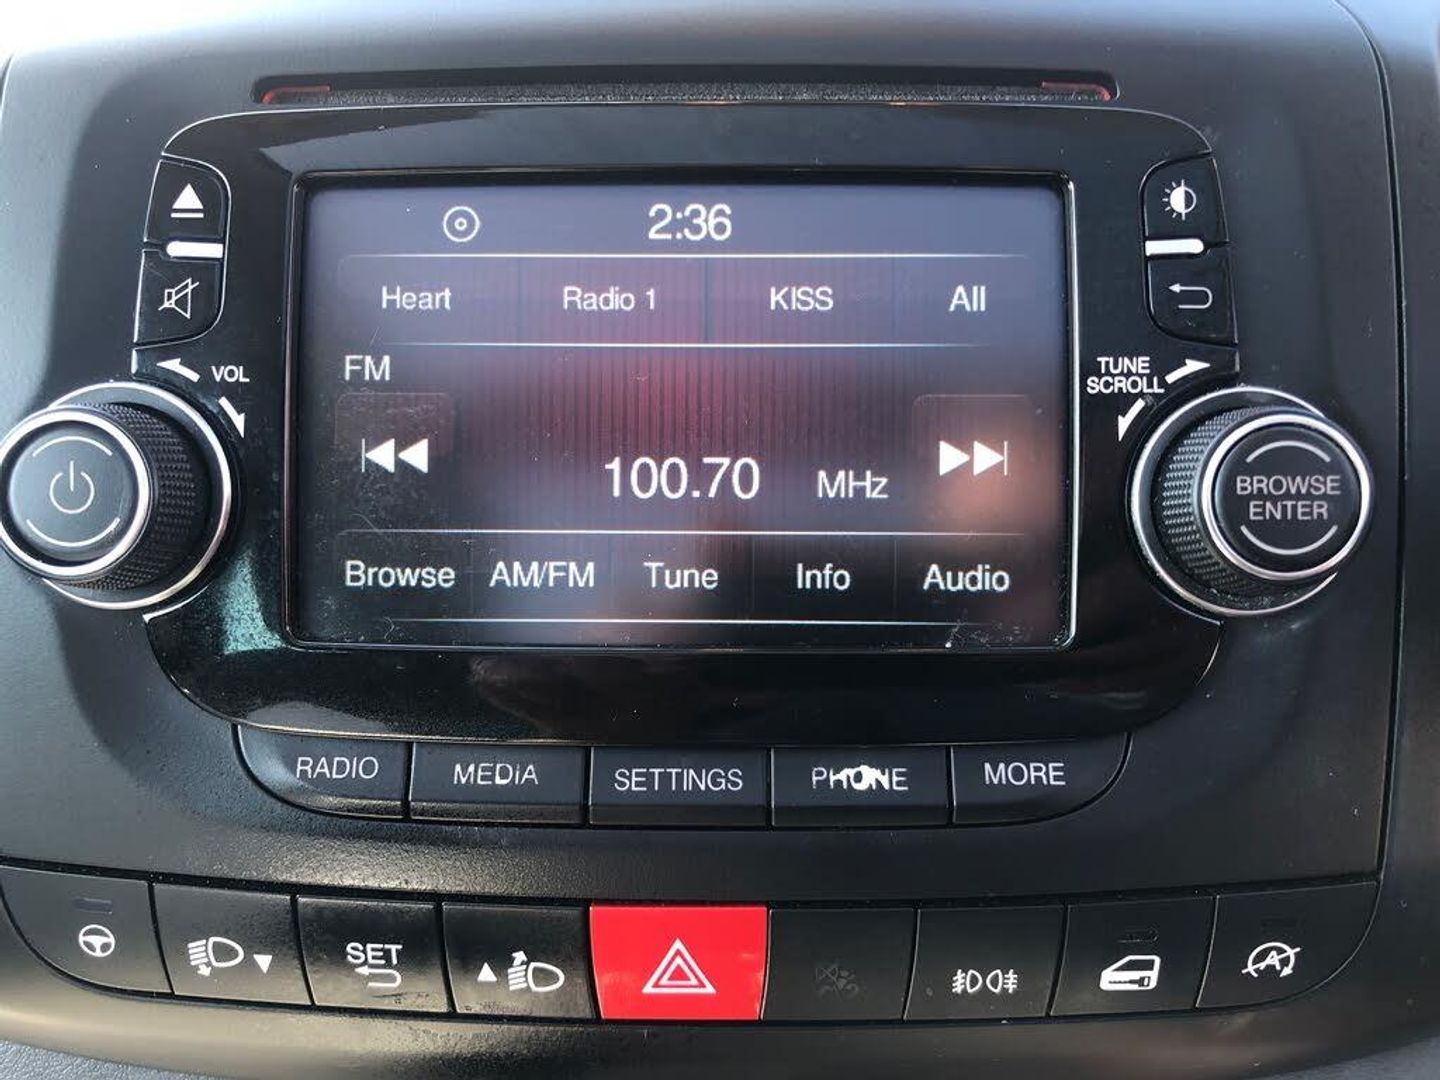 2:36
Heart Radio 1 KISS All
FM
VOL
TUNE
SCROLL
100.70 MHz
BROWSE
ENTER
Browse AM/FM Tune Info Audio
RADIO MEDIA SETTINGS PHONE MORE
SET
A